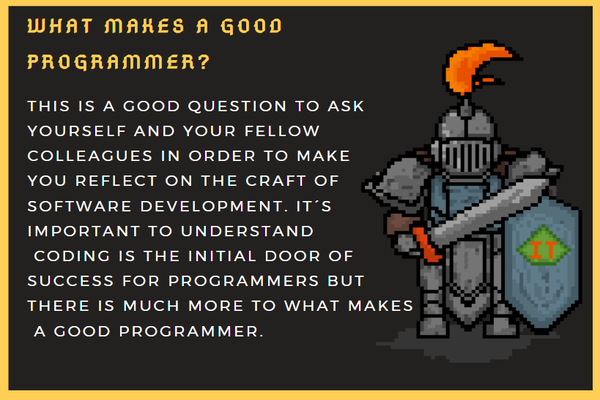 WHAT MAKES A GOOD
PROGRAMMER?
THIS IS A GOOD QUESTION TO ASK
YOURSELF AND YOUR FELLOW
COLLEAGUES IN ORDER TO MAKE
YOU REFLECT ON THE CRAFT OF
SOFTWARE DEVELOPMENT. IT´S
IMPORTANT TO UNDERSTAND
CODING IS THE INITIAL DOOR OF
SUCCESS FOR PROGRAMMERS BUT
THERE IS MUCH MORE TO WHAT MAKES
A GOOD PROGRAMMER.
IT